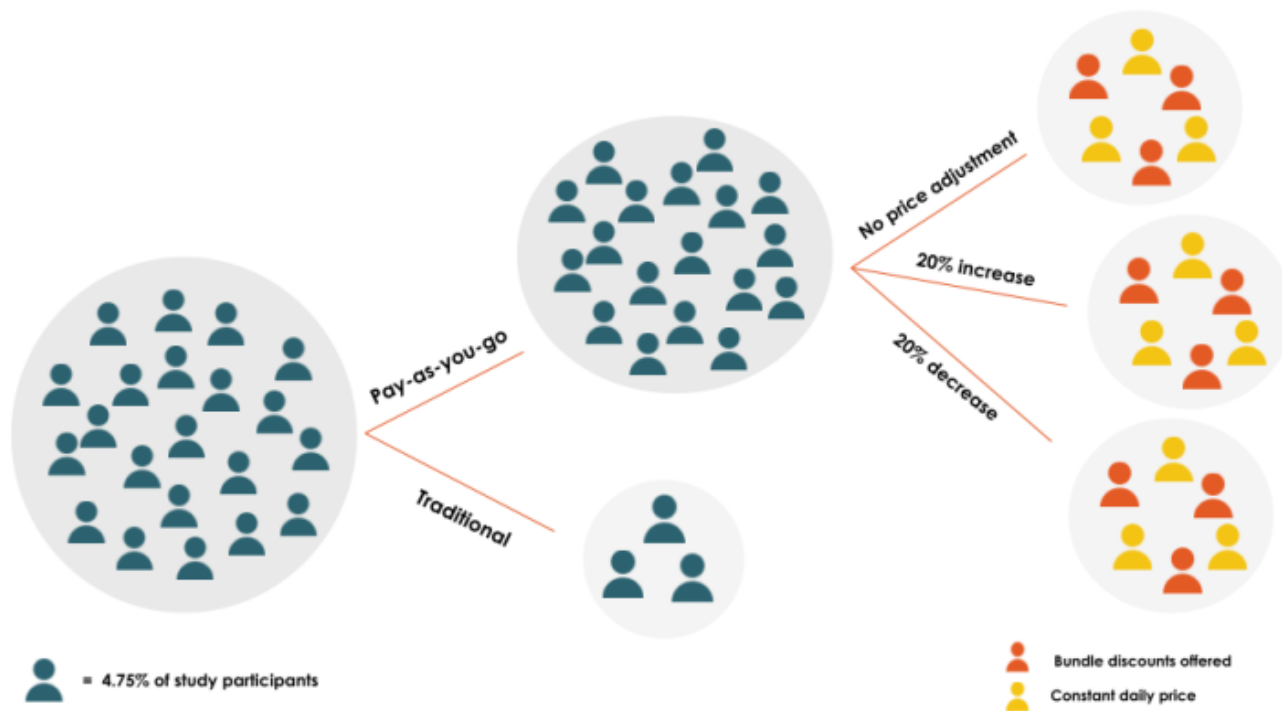 No price adjustment
20% increase
20% decrease
Pay-as-you-go
Traditional
= 4.75% of study participants
Bundle discounts offered
Constant daily price